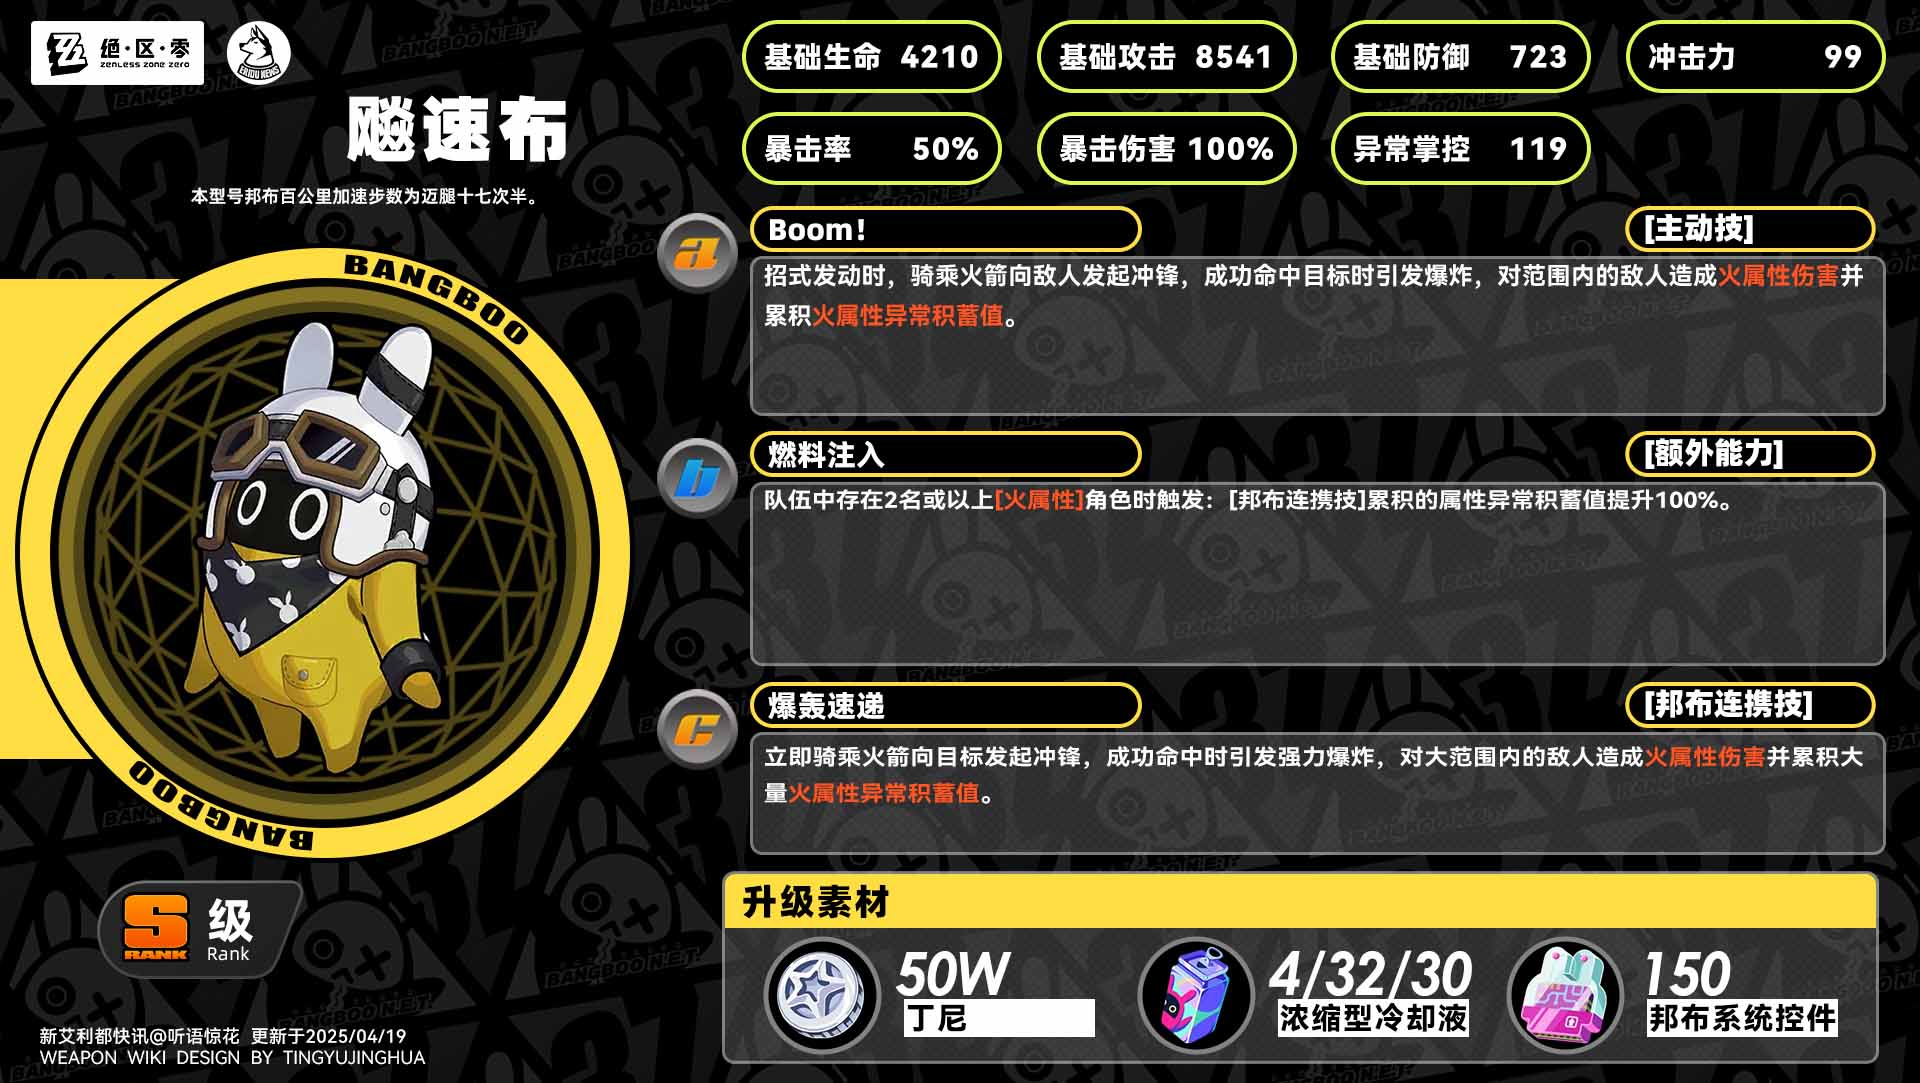 绝·区·零
ZENLESS ZONE ZERO
ERIDU NEWS
飚速布
本型号邦布百公里加速步数为迈腿十七次半。
基础生命 4210
基础攻击 8541
基础防御 723
冲击力 99
暴击率 50%
暴击伤害 100%
异常掌控 119
BANGBOO
BANGBOO
S RANK
级
Rank
a
Boom!
[主动技]
招式发动时，骑乘火箭向敌人发起冲锋，成功命中目标时引发爆炸，对范围内的敌人造成火属性伤害并
累积火属性异常积蓄值。
b
燃料注入
[额外能力]
队伍中存在2名或以上[火属性]角色时触发：[邦布连携技]累积的属性异常积蓄值提升100%。
c
爆轰速递
[邦布连携技]
立即骑乘火箭向目标发起冲锋，成功命中时引发强力爆炸，对大范围内的敌人造成火属性伤害并累积大
量火属性异常积蓄值。
升级素材
50W
丁尼
4/32/30
浓缩型冷却液
150
邦布系统控件
新艾利都快讯@听语惊花 更新于2025/04/19
WEAPON WIKI DESIGN BY TINGYUJINGHUA
BANGBOO N.E.T